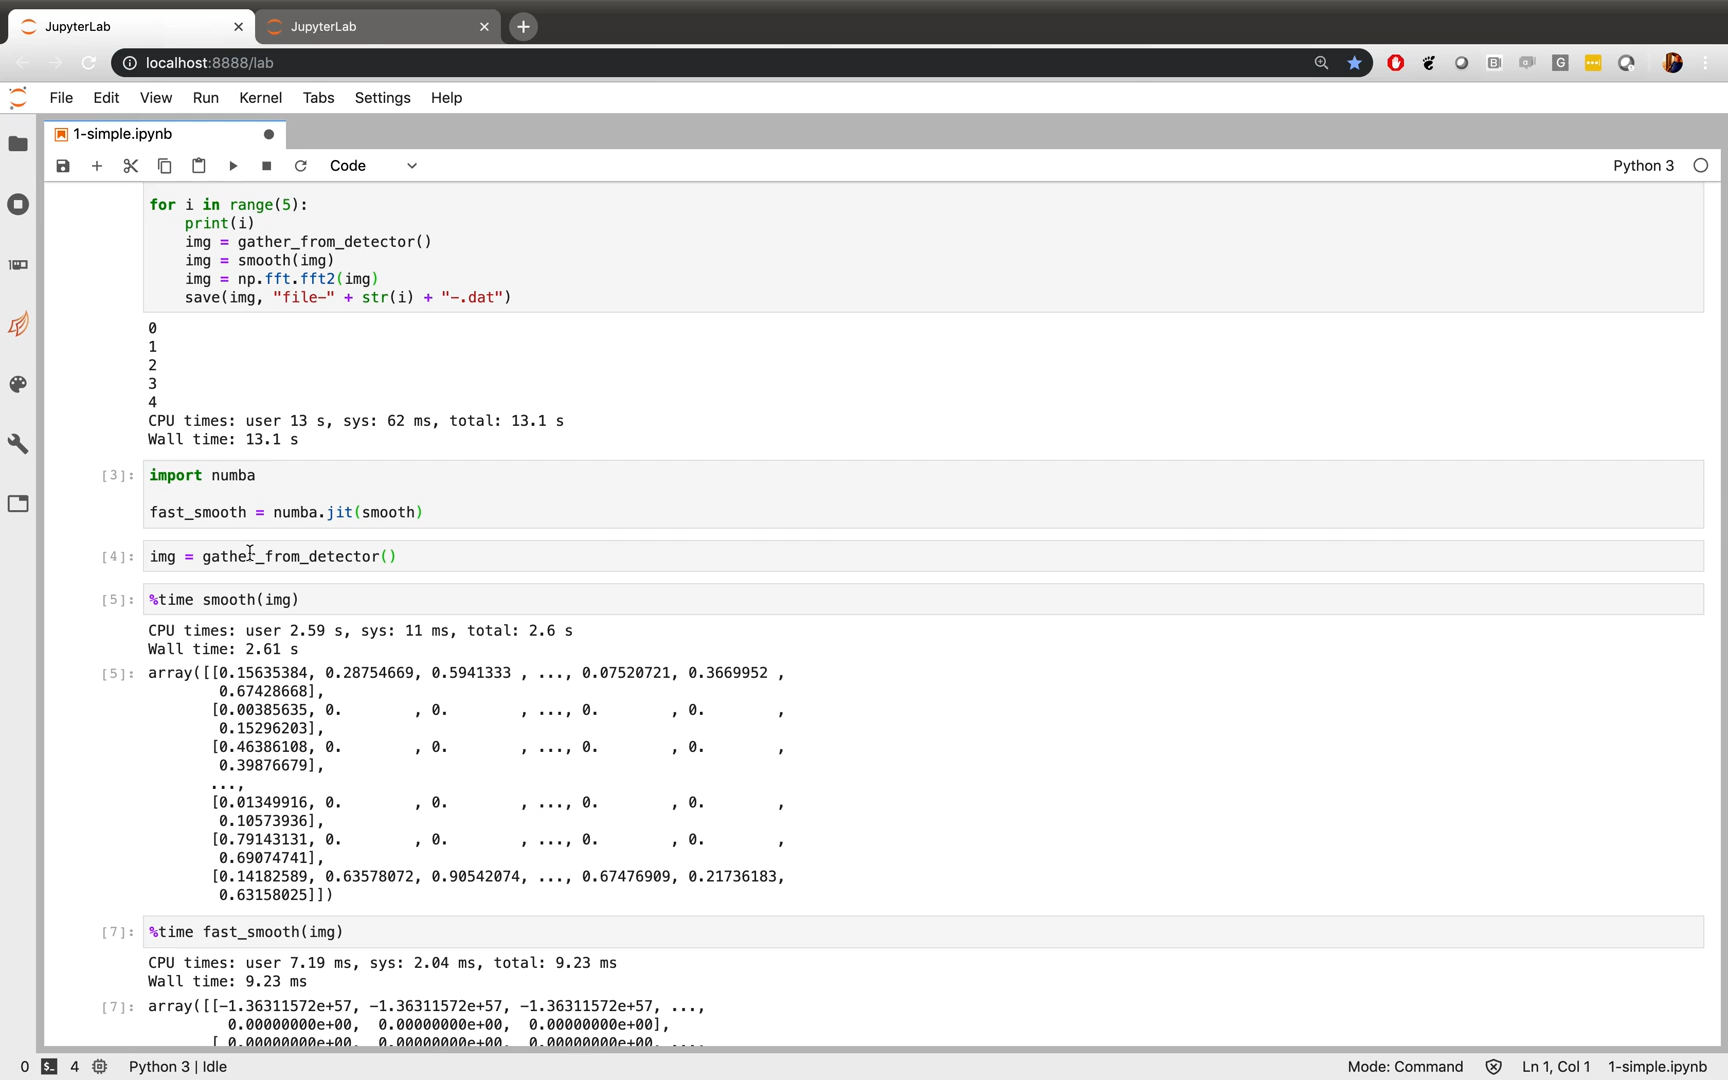 JupyterLab
JupyterLab
localhost:8888/lab
File Edit View Run Kernel Tabs Settings Help
1-simple.ipynb
Code
Python 3
for i in range(5):
print(i)
img = gather_from_detector()
img = smooth(img)
img = np.fft.fft2(img)
save(img, "file-" + str(i) + "-.dat")
0
1
2
3
4
CPU times: user 13 s, sys: 62 ms, total: 13.1 s
Wall time: 13.1 s
[3]: import numba
fast_smooth = numba.jit(smooth)
[4]: img = gather_from_detector()
[5]: %time smooth(img)
CPU times: user 2.59 s, sys: 11 ms, total: 2.6 s
Wall time: 2.61 s
[5]: array([[0.15635384, 0.28754669, 0.5941333 , ..., 0.07520721, 0.3669952 ,
0.67428668],
[0.00385635, 0. , 0. , ..., 0. , 0. ,
0.15296203],
[0.46386108, 0. , 0. , ..., 0. , 0. ,
0.39876679],
...,
[0.01349916, 0. , 0. , ..., 0. , 0. ,
0.10573936],
[0.79143131, 0. , 0. , ..., 0. , 0. ,
0.69074741],
[0.14182589, 0.63578072, 0.90542074, ..., 0.67476909, 0.21736183,
0.63158025]])
[7]: %time fast_smooth(img)
CPU times: user 7.19 ms, sys: 2.04 ms, total: 9.23 ms
Wall time: 9.23 ms
[7]: array([[-1.36311572e+57, -1.36311572e+57, -1.36311572e+57, ...,
0.00000000e+00, 0.00000000e+00, 0.00000000e+00],
[ 0.00000000e+00, 0.00000000e+00, 0.00000000e+00, ...,
0 4 Python 3 | Idle Mode: Command Ln 1, Col 1 1-simple.ipynb